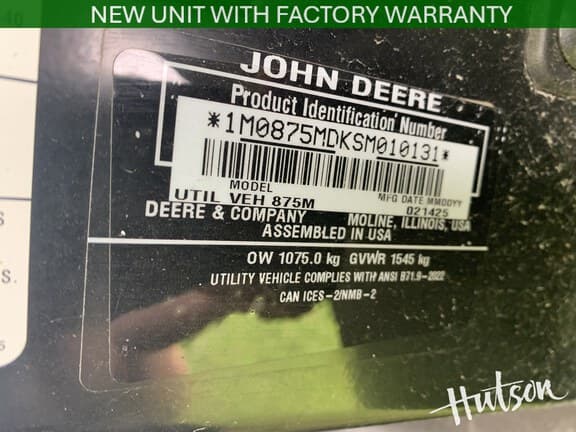 NEW UNIT WITH FACTORY WARRANTY
JOHN DEERE
Product Identification Number
*1M0875MDKSM010131*
MODEL MFG DATE MMDDYY
UTIL VEH 875M 021425
DEERE & COMPANY MOLINE, ILLINOIS, USA
ASSEMBLED IN USA
OW 1075.0 kg GVWR 1545 kg
UTILITY VEHICLE COMPLIES WITH ANSI B71.9-2022
CAN ICES-2/NMB-2
Hutson